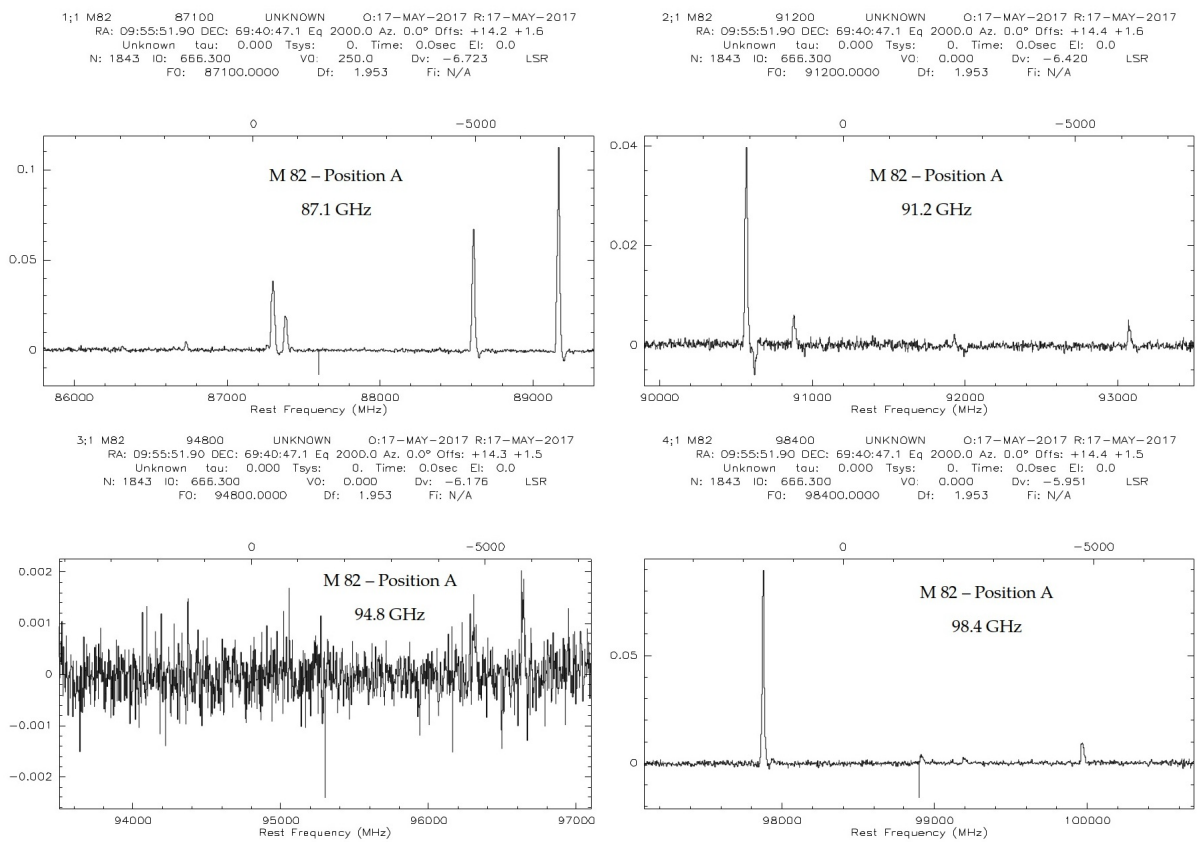 1;1 M82 87100 UNKNOWN O:17-MAY-2017 R:17-MAY-2017
RA: 09:55:51.90 DEC: 69:40:47.1 Eq 2000.0 Az. 0.0° Offs: +14.2 +1.6
Unknown tau: 0.000 Tsys: 0. Time: 0.0sec El: 0.0
N: 1843 I0: 666.300 V0: 250.0 Dv: -6.723 LSR
F0: 87100.0000 Df: 1.953 Fi: N/A
0 -5000
0.1
0.05
0
M 82 – Position A
87.1 GHz
86000 87000 88000 89000
Rest Frequency (MHz)
2;1 M82 91200 UNKNOWN O:17-MAY-2017 R:17-MAY-2017
RA: 09:55:51.90 DEC: 69:40:47.1 Eq 2000.0 Az. 0.0° Offs: +14.4 +1.6
Unknown tau: 0.000 Tsys: 0. Time: 0.0sec El: 0.0
N: 1843 I0: 666.300 V0: 0.000 Dv: -6.420 LSR
F0: 91200.0000 Df: 1.953 Fi: N/A
0 -5000
0.04
0.02
0
M 82 – Position A
91.2 GHz
90000 91000 92000 93000
Rest Frequency (MHz)
3;1 M82 94800 UNKNOWN O:17-MAY-2017 R:17-MAY-2017
RA: 09:55:51.90 DEC: 69:40:47.1 Eq 2000.0 Az. 0.0° Offs: +14.3 +1.5
Unknown tau: 0.000 Tsys: 0. Time: 0.0sec El: 0.0
N: 1843 I0: 666.300 V0: 0.000 Dv: -6.176 LSR
F0: 94800.0000 Df: 1.953 Fi: N/A
0 -5000
0.002
0.001
0
-0.001
-0.002
M 82 – Position A
94.8 GHz
94000 95000 96000 97000
Rest Frequency (MHz)
4;1 M82 98400 UNKNOWN O:17-MAY-2017 R:17-MAY-2017
RA: 09:55:51.90 DEC: 69:40:47.1 Eq 2000.0 Az. 0.0° Offs: +14.4 +1.5
Unknown tau: 0.000 Tsys: 0. Time: 0.0sec El: 0.0
N: 1843 I0: 666.300 V0: 0.000 Dv: -5.951 LSR
F0: 98400.0000 Df: 1.953 Fi: N/A
0 -5000
0.05
0
M 82 – Position A
98.4 GHz
98000 99000 100000
Rest Frequency (MHz)